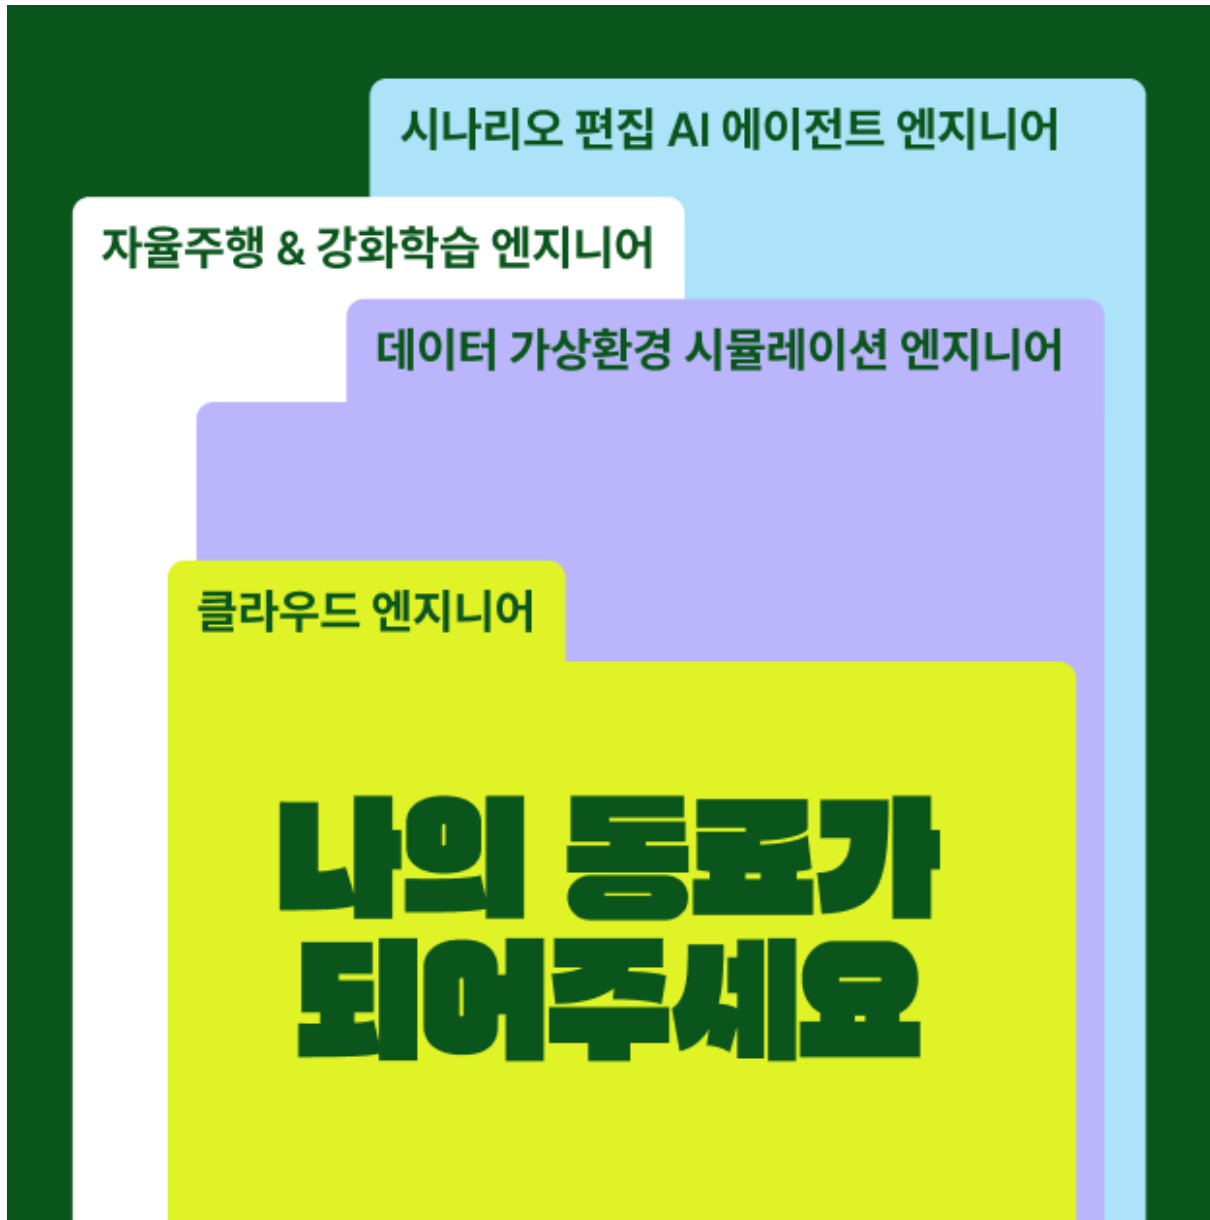 시나리오 편집 AI 에이전트 엔지니어
자율주행 & 강화학습 엔지니어
데이터 가상환경 시뮬레이션 엔지니어
클라우드 엔지니어
나의 동료가
되어주세요